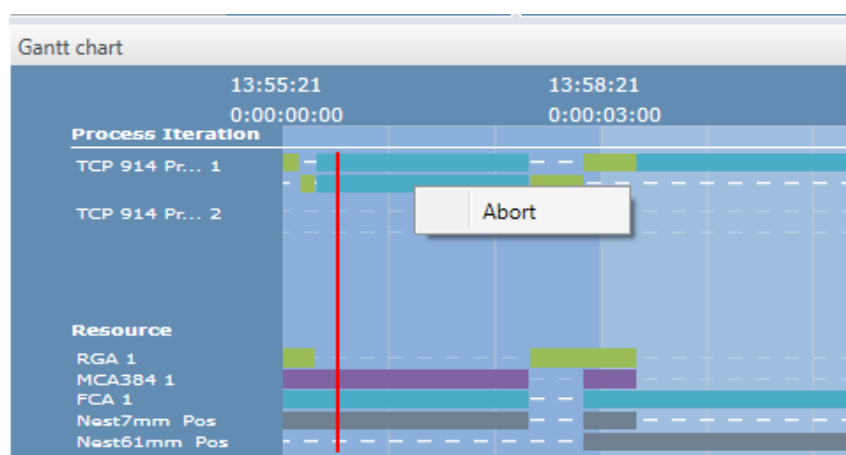 Gantt chart
13:55:21 13:58:21
0:00:00:00 0:00:03:00
Process Iteration
TCP 914 Pr... 1
Abort
TCP 914 Pr... 2
Resource
RGA 1
MCA384 1
FCA 1
Nest7mm Pos
Nest61mm Pos